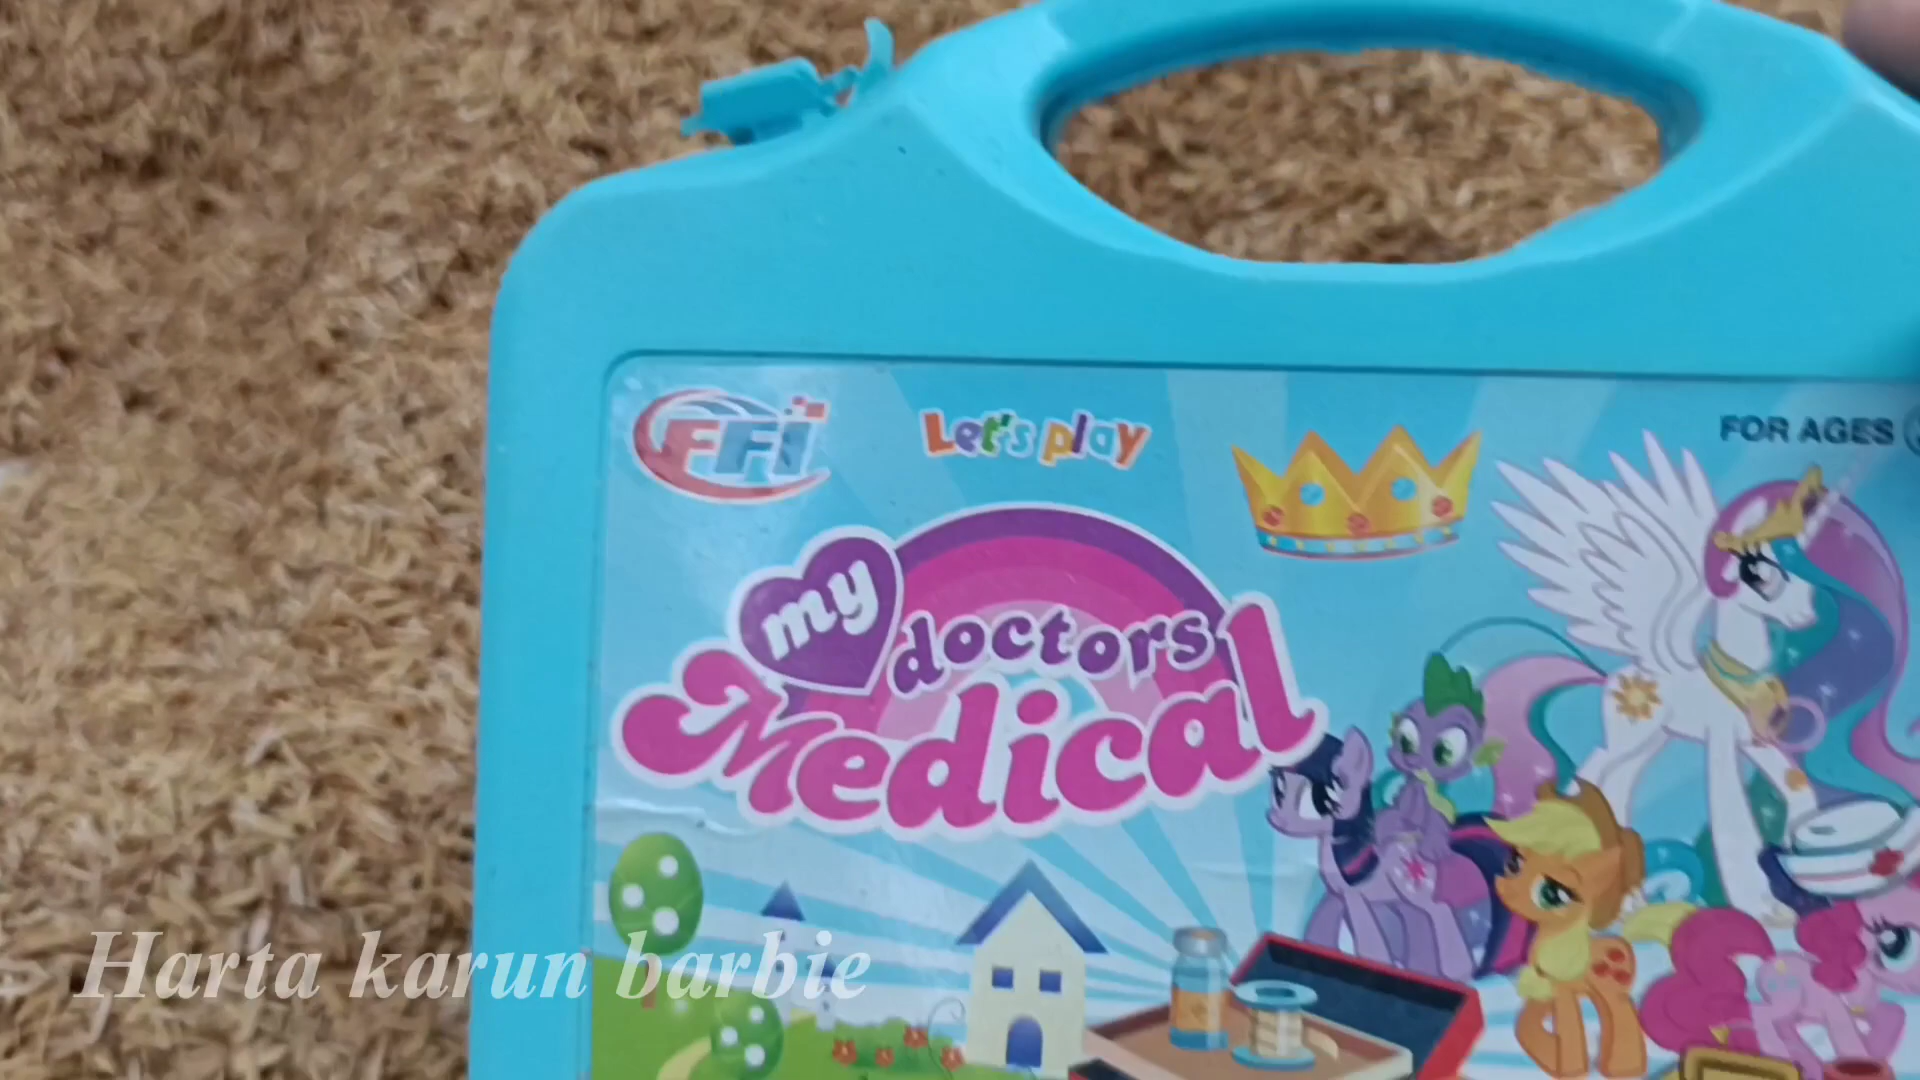 FFi
Let's play
FOR AGES
my
doctors
Medical
Harta karun barbie